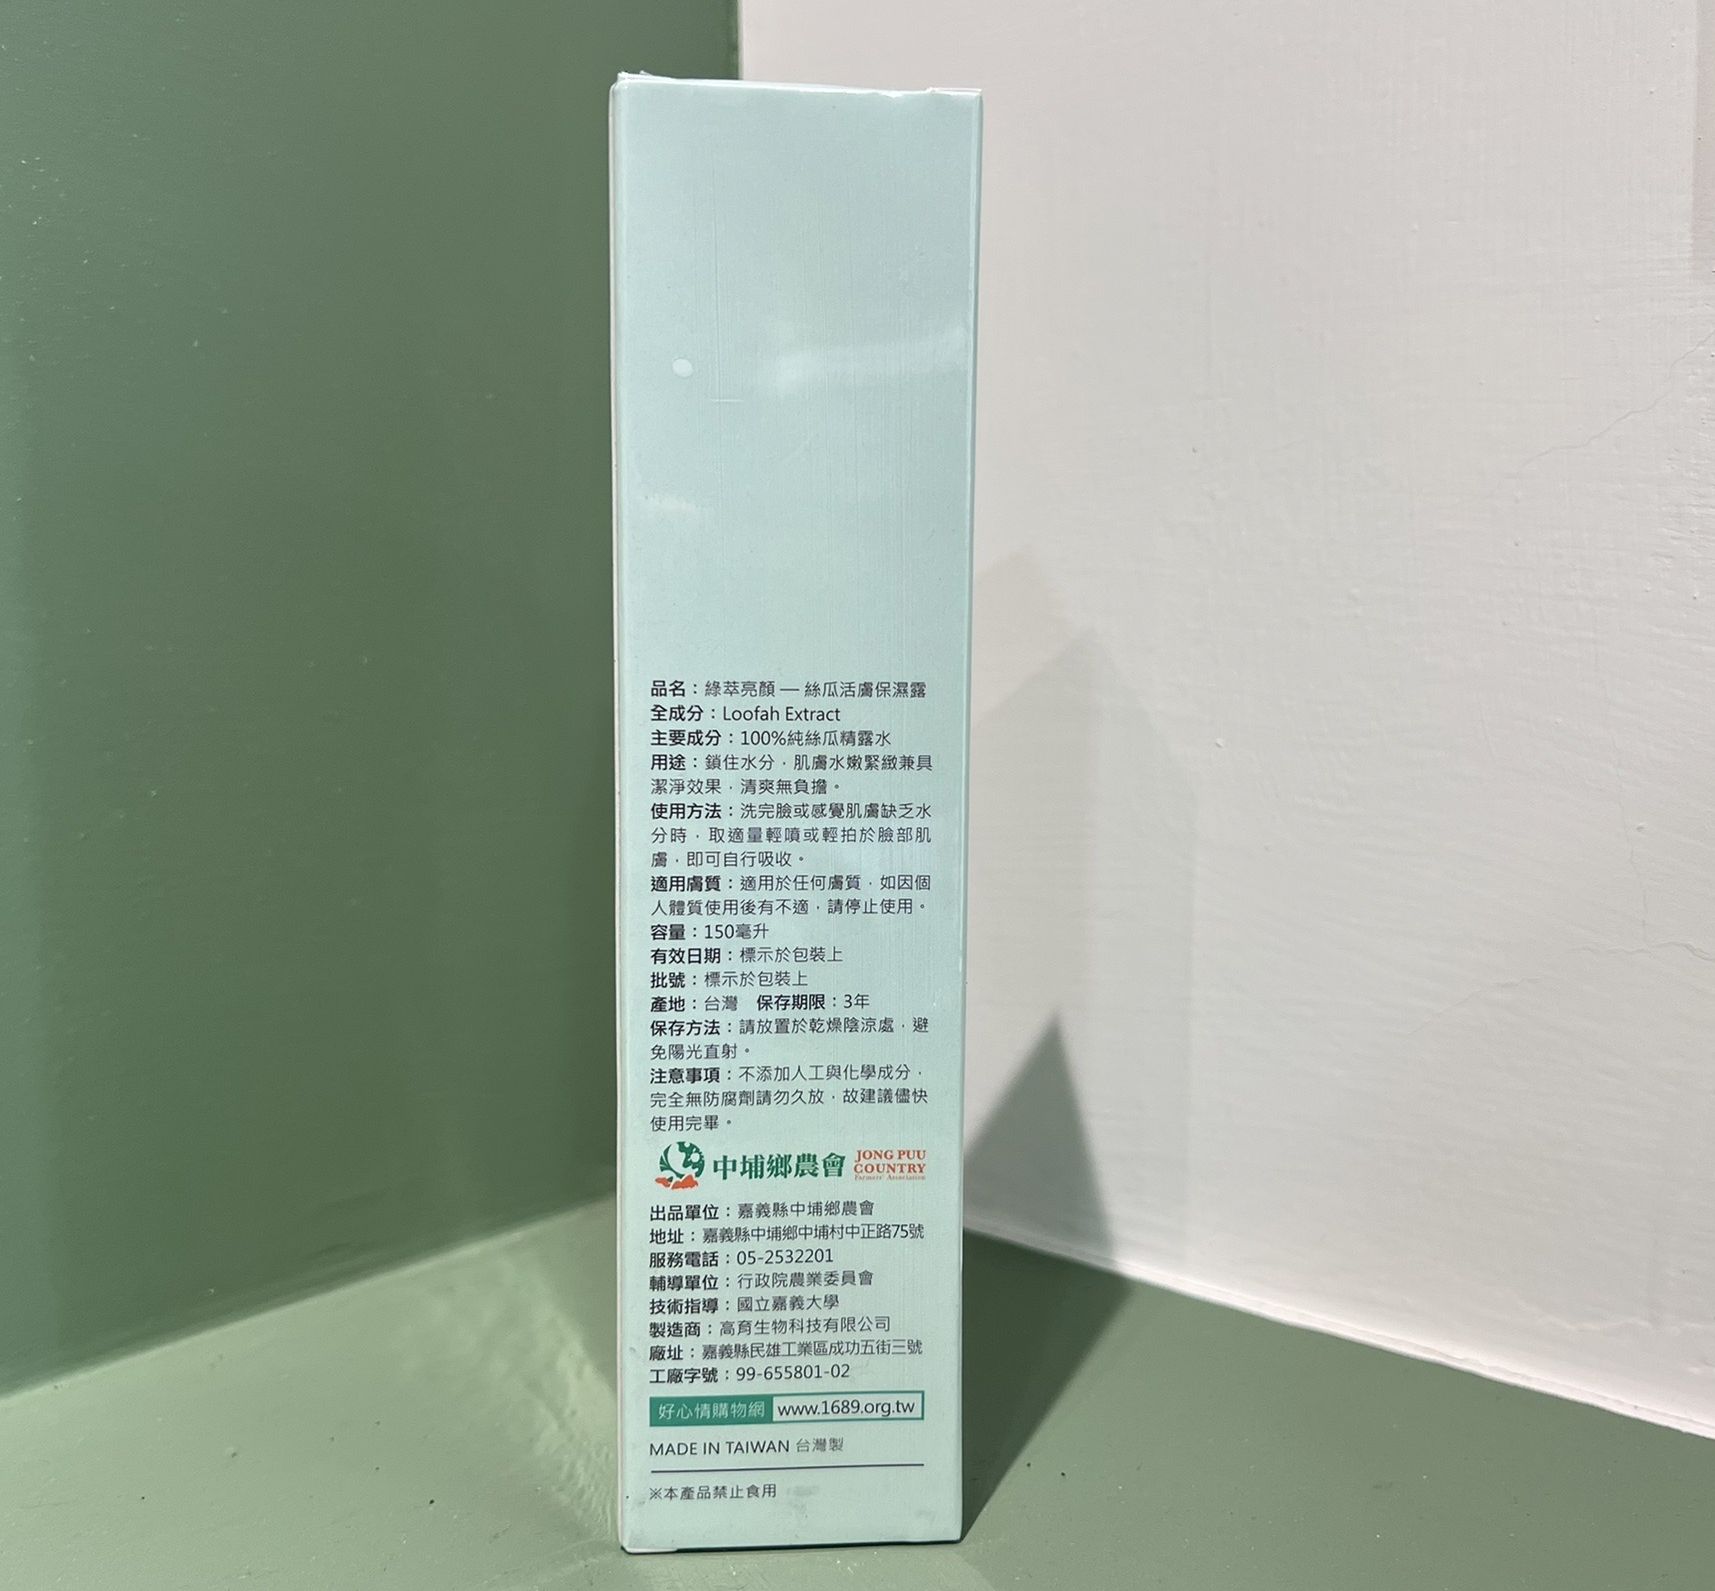 品名：綠萃亮顏 — 絲瓜活膚保濕露
全成分：Loofah Extract
主要成分：100%純絲瓜精露水
用途：鎖住水分，肌膚水嫩緊緻兼具
潔淨效果，清爽無負擔。
使用方法：洗完臉或感覺肌膚缺乏水
分時，取適量輕噴或輕拍於臉部肌
膚，即可自行吸收。
適用膚質：適用於任何膚質，如因個
人體質使用後有不適，請停止使用。
容量：150毫升
有效日期：標示於包裝上
批號：標示於包裝上
產地：台灣 保存期限：3年
保存方法：請放置於乾燥陰涼處，避
免陽光直射。
注意事項：不添加人工與化學成分，
完全無防腐劑請勿久放，故建議儘快
使用完畢。
中埔鄉農會 JONG PUU
COUNTRY
Farmers' Association
出品單位：嘉義縣中埔鄉農會
地址：嘉義縣中埔鄉中埔村中正路75號
服務電話：05-2532201
輔導單位：行政院農業委員會
技術指導：國立嘉義大學
製造商：高育生物科技有限公司
廠址：嘉義縣民雄工業區成功五街三號
工廠字號：99-655801-02
好心情購物網 www.1689.org.tw
MADE IN TAIWAN 台灣製
※本產品禁止食用